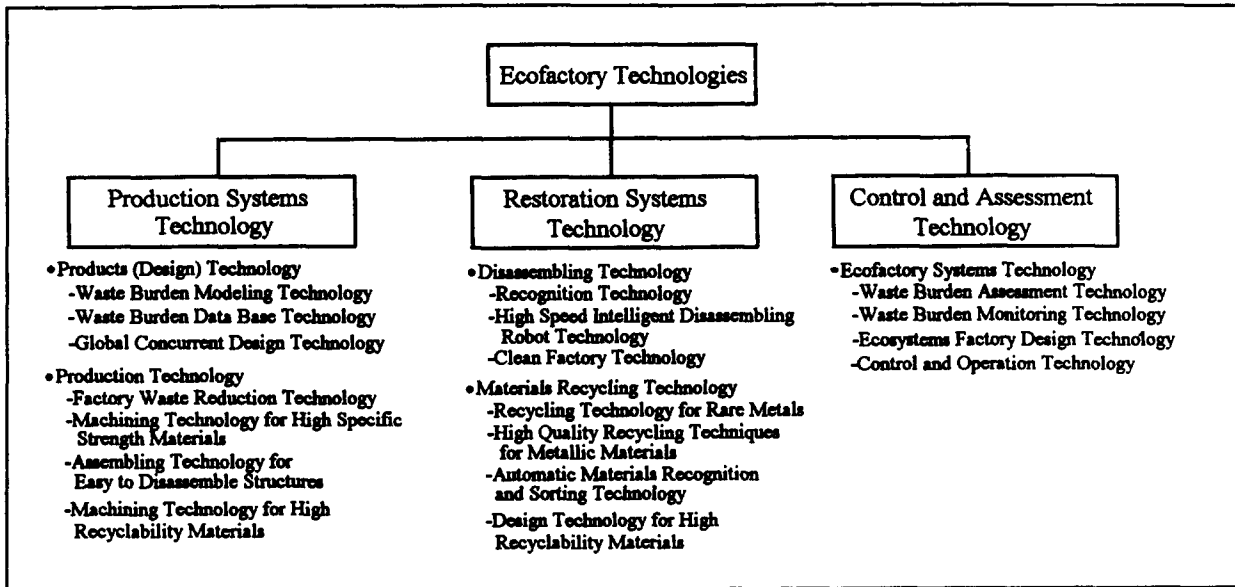 Ecofactory Technologies
Production Systems
Technology
•Products (Design) Technology
-Waste Burden Modeling Technology
-Waste Burden Data Base Technology
-Global Concurrent Design Technology
•Production Technology
-Factory Waste Reduction Technology
-Machining Technology for High Specific
Strength Materials
-Assembling Technology for
Easy to Disassemble Structures
-Machining Technology for High
Recyclability Materials
Restoration Systems
Technology
•Disassembling Technology
-Recognition Technology
-High Speed Intelligent Disassembling
Robot Technology
-Clean Factory Technology
•Materials Recycling Technology
-Recycling Technology for Rare Metals
-High Quality Recycling Techniques
for Metallic Materials
-Automatic Materials Recognition
and Sorting Technology
-Design Technology for High
Recyclability Materials
Control and Assessment
Technology
•Ecofactory Systems Technology
-Waste Burden Assessment Technology
-Waste Burden Monitoring Technology
-Ecosystems Factory Design Technology
-Control and Operation Technology